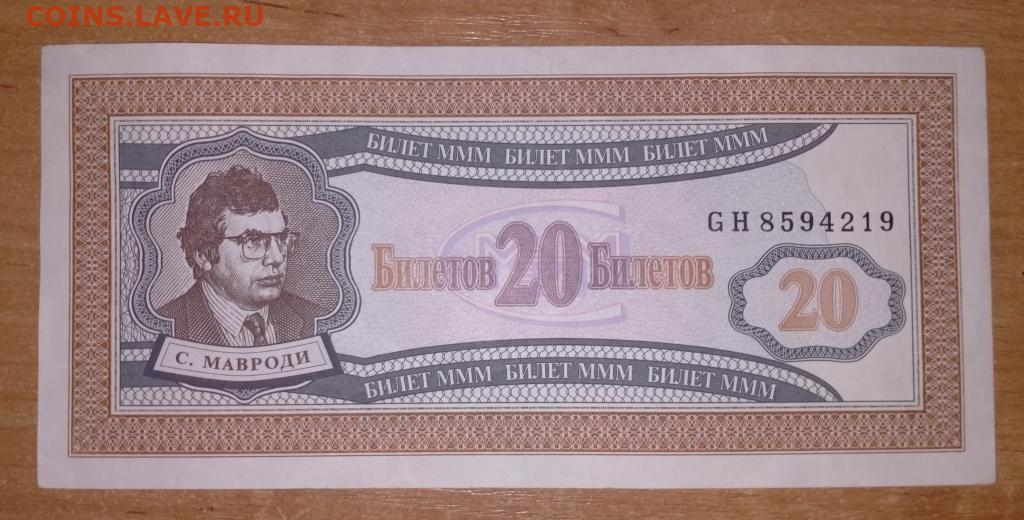 COINS.LAVE.RU
БИЛЕТ МММ БИЛЕТ МММ БИЛЕТ МММ
GH 8594219
МММ
Билетов 20 Билетов
20
С. МАВРОДИ
БИЛЕТ МММ БИЛЕТ МММ БИЛЕТ МММ